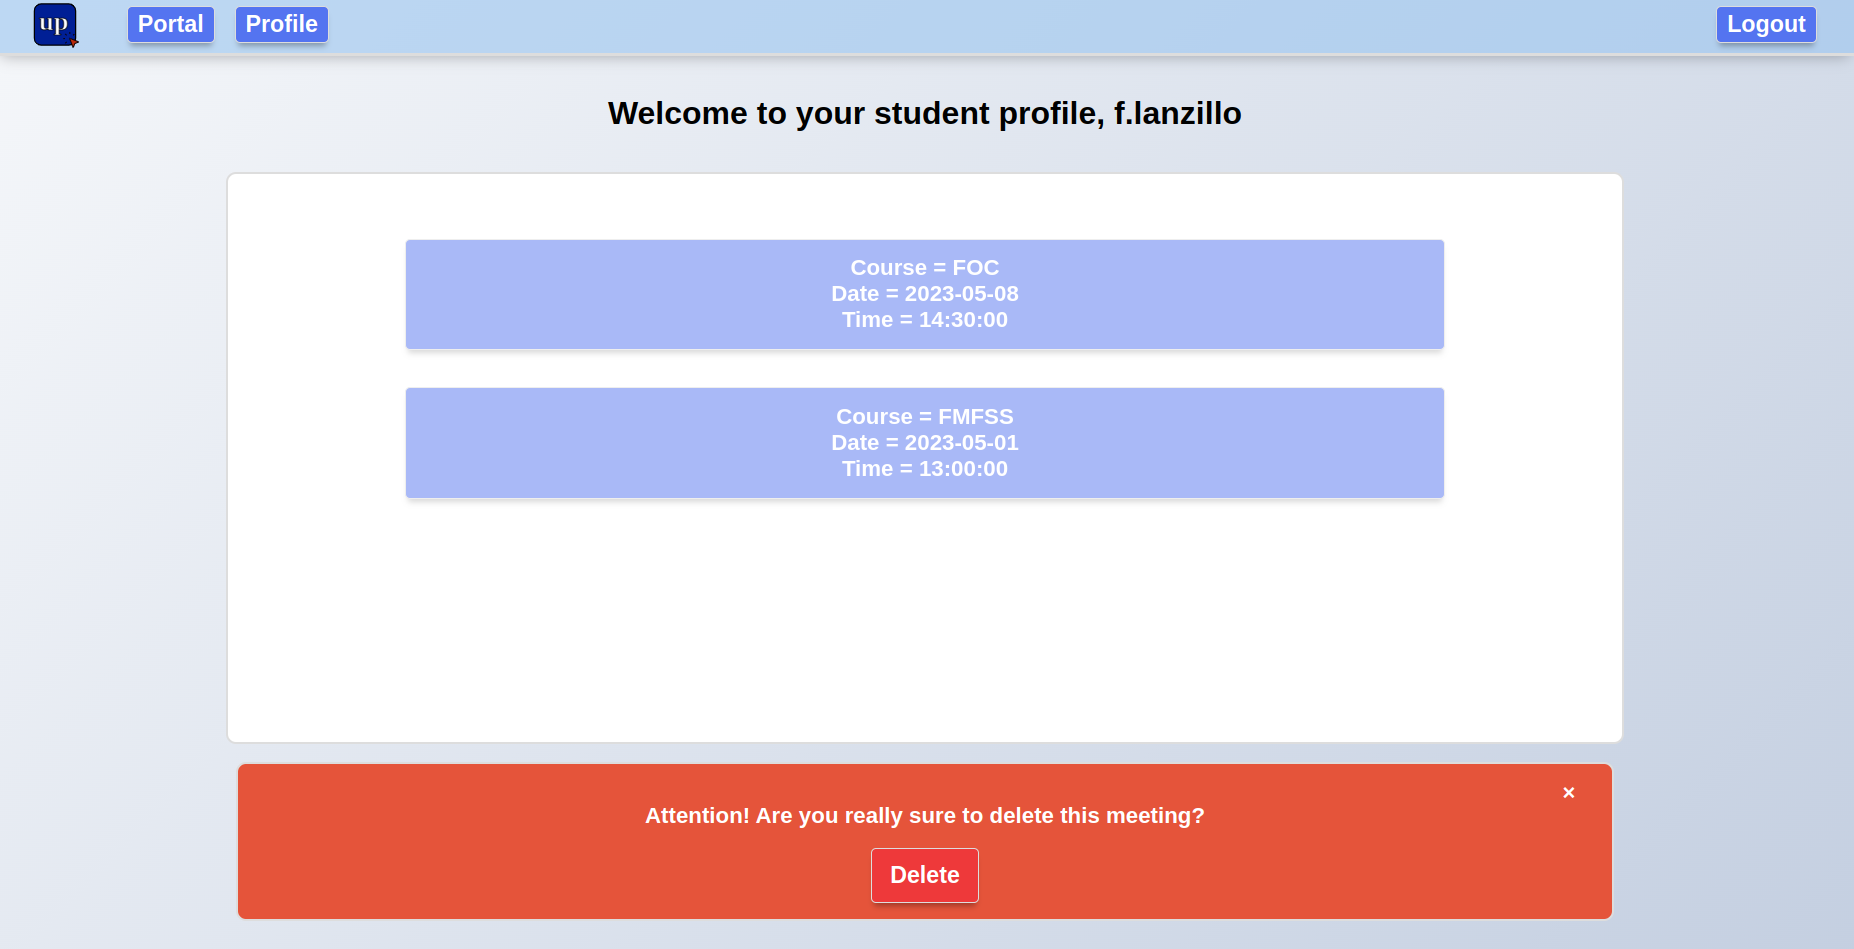 up
Portal
Profile
Logout
Welcome to your student profile, f.lanzillo
Course = FOC
Date = 2023-05-08
Time = 14:30:00
Course = FMFSS
Date = 2023-05-01
Time = 13:00:00
×
Attention! Are you really sure to delete this meeting?
Delete